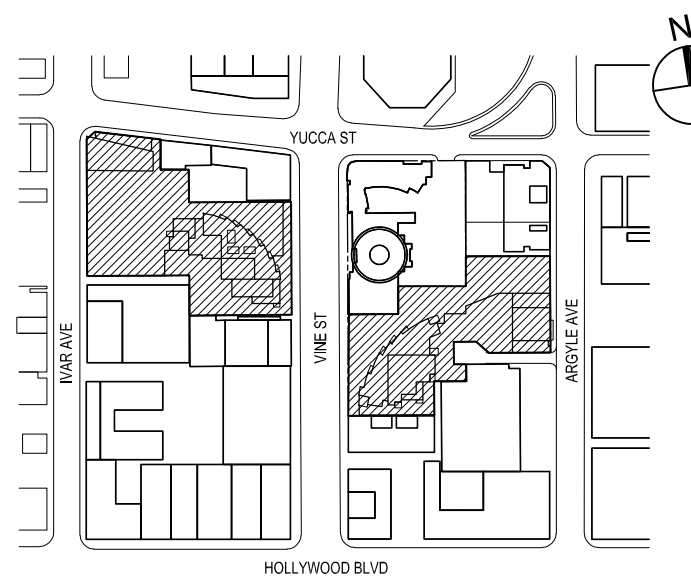 N
YUCCA ST
IVAR AVE
VINE ST
ARGYLE AVE
HOLLYWOOD BLVD